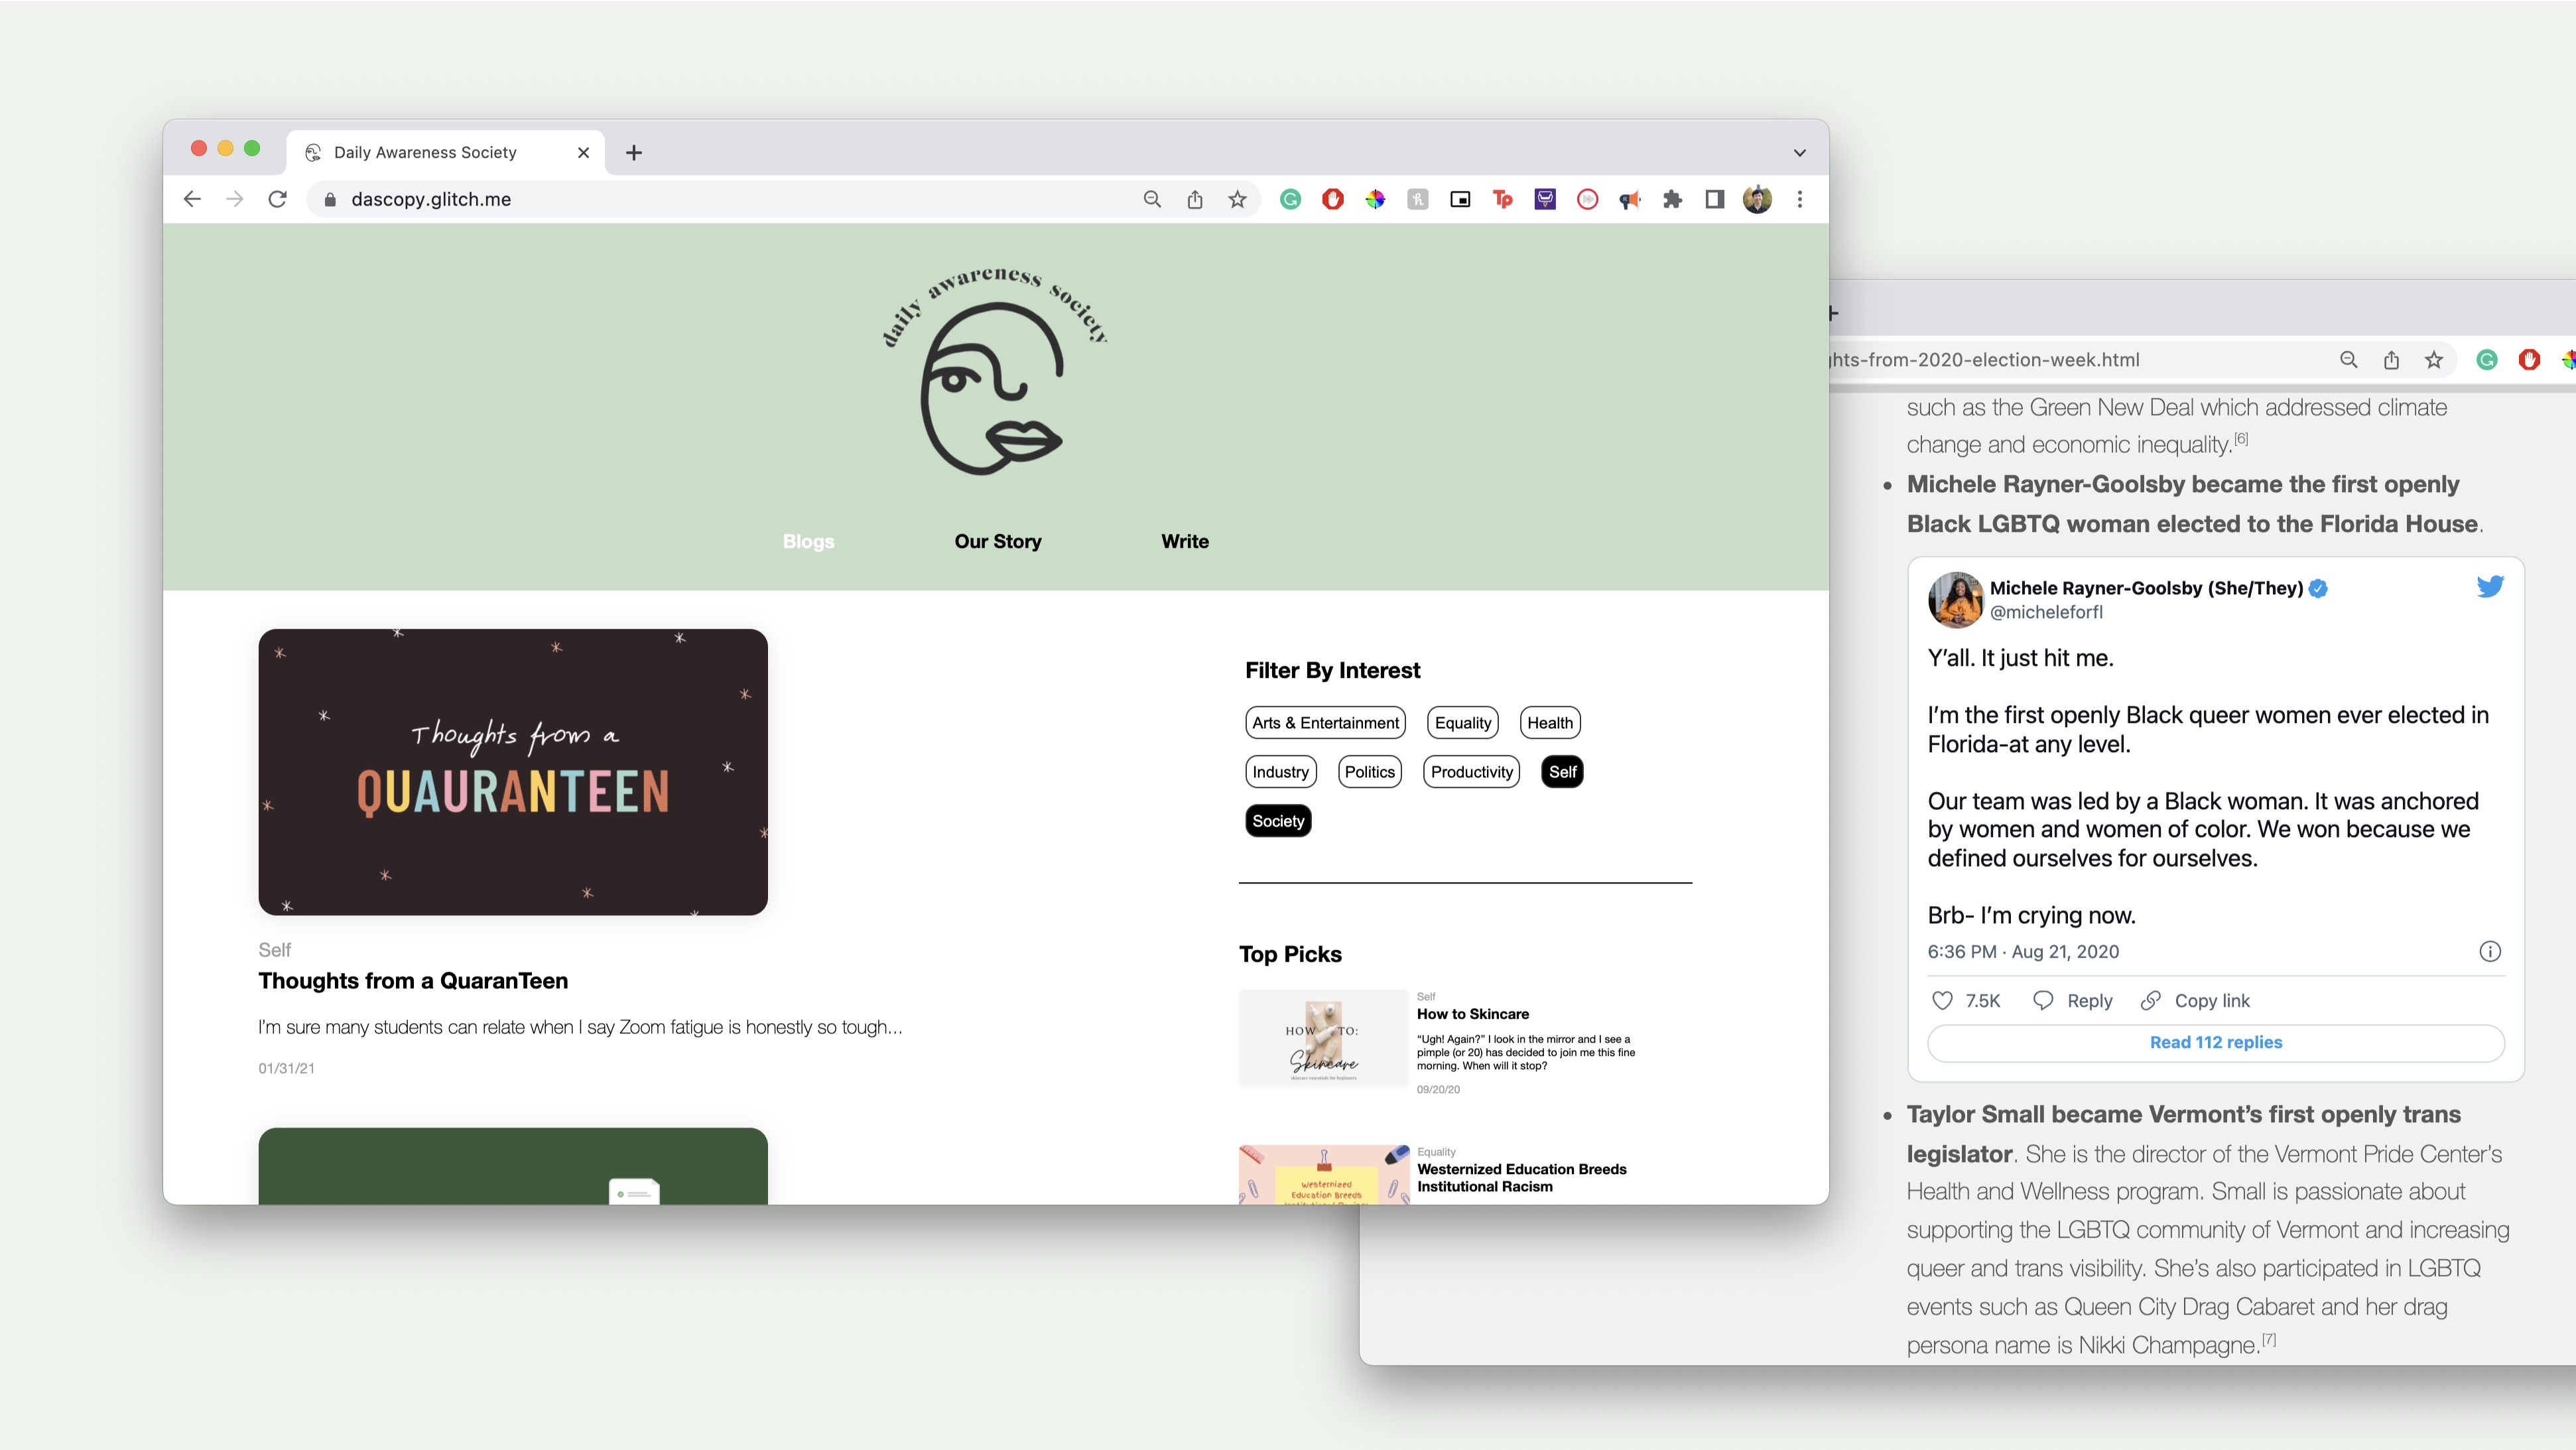 Daily Awareness Society
dascopy.glitch.me
daily awareness society
Blogs
Our Story
Write
Thoughts from a
QUAURANTEEN
Self
Thoughts from a QuaranTeen
I'm sure many students can relate when I say Zoom fatigue is honestly so tough...
01/31/21
Filter By Interest
Arts & Entertainment
Equality
Health
Industry
Politics
Productivity
Self
Society
Top Picks
HOW TO:
Skincare
skincare essentials for beginners
Self
How to Skincare
“Ugh! Again?” I look in the mirror and I see a
pimple (or 20) has decided to join me this fine
morning. When will it stop?
09/20/20
Westernized
Education Breeds
Equality
Westernized Education Breeds
Institutional Racism
hts-from-2020-election-week.html
such as the Green New Deal which addressed climate
change and economic inequality.[6]
• Michele Rayner-Goolsby became the first openly
Black LGBTQ woman elected to the Florida House.
Michele Rayner-Goolsby (She/They)
@micheleforfl
Y’all. It just hit me.
I’m the first openly Black queer women ever elected in
Florida-at any level.
Our team was led by a Black woman. It was anchored
by women and women of color. We won because we
defined ourselves for ourselves.
Brb- I’m crying now.
6:36 PM · Aug 21, 2020
7.5K
Reply
Copy link
Read 112 replies
• Taylor Small became Vermont’s first openly trans
legislator. She is the director of the Vermont Pride Center’s
Health and Wellness program. Small is passionate about
supporting the LGBTQ community of Vermont and increasing
queer and trans visibility. She’s also participated in LGBTQ
events such as Queen City Drag Cabaret and her drag
persona name is Nikki Champagne.[7]